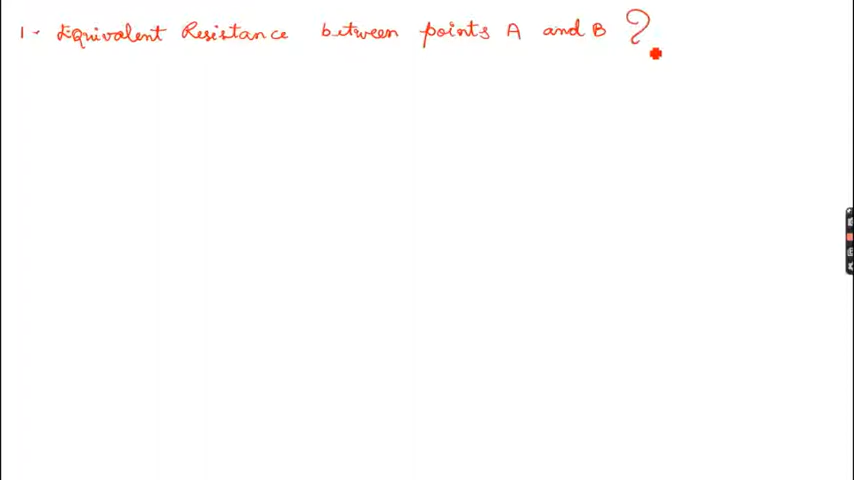 1- Equivalent Resistance between points A and B ?